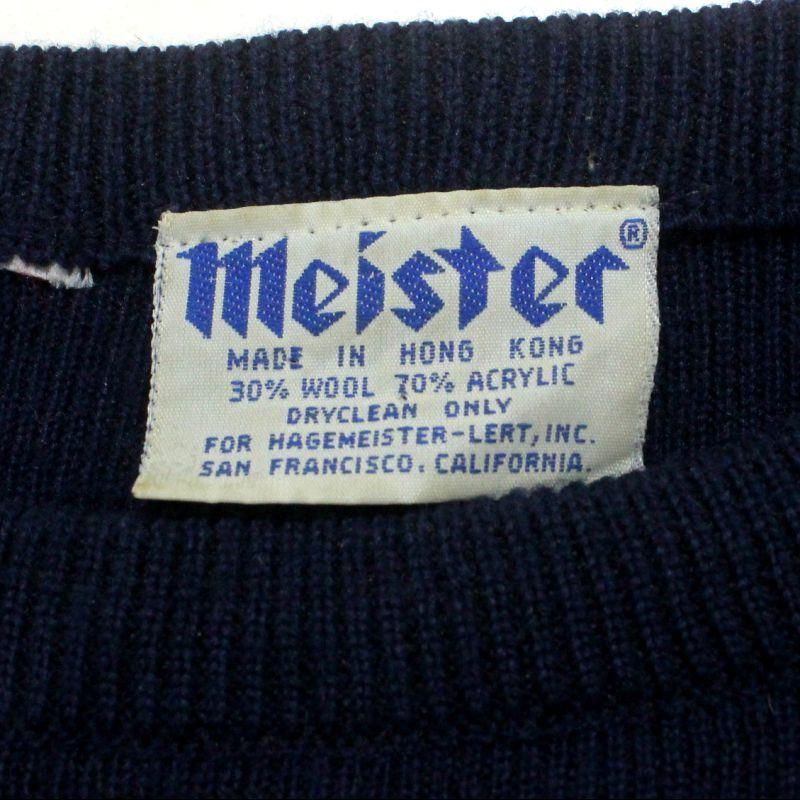 Meister®
MADE IN HONG KONG
30% WOOL 70% ACRYLIC
DRYCLEAN ONLY
FOR HAGEMEISTER-LERT, INC.
SAN FRANCISCO. CALIFORNIA.